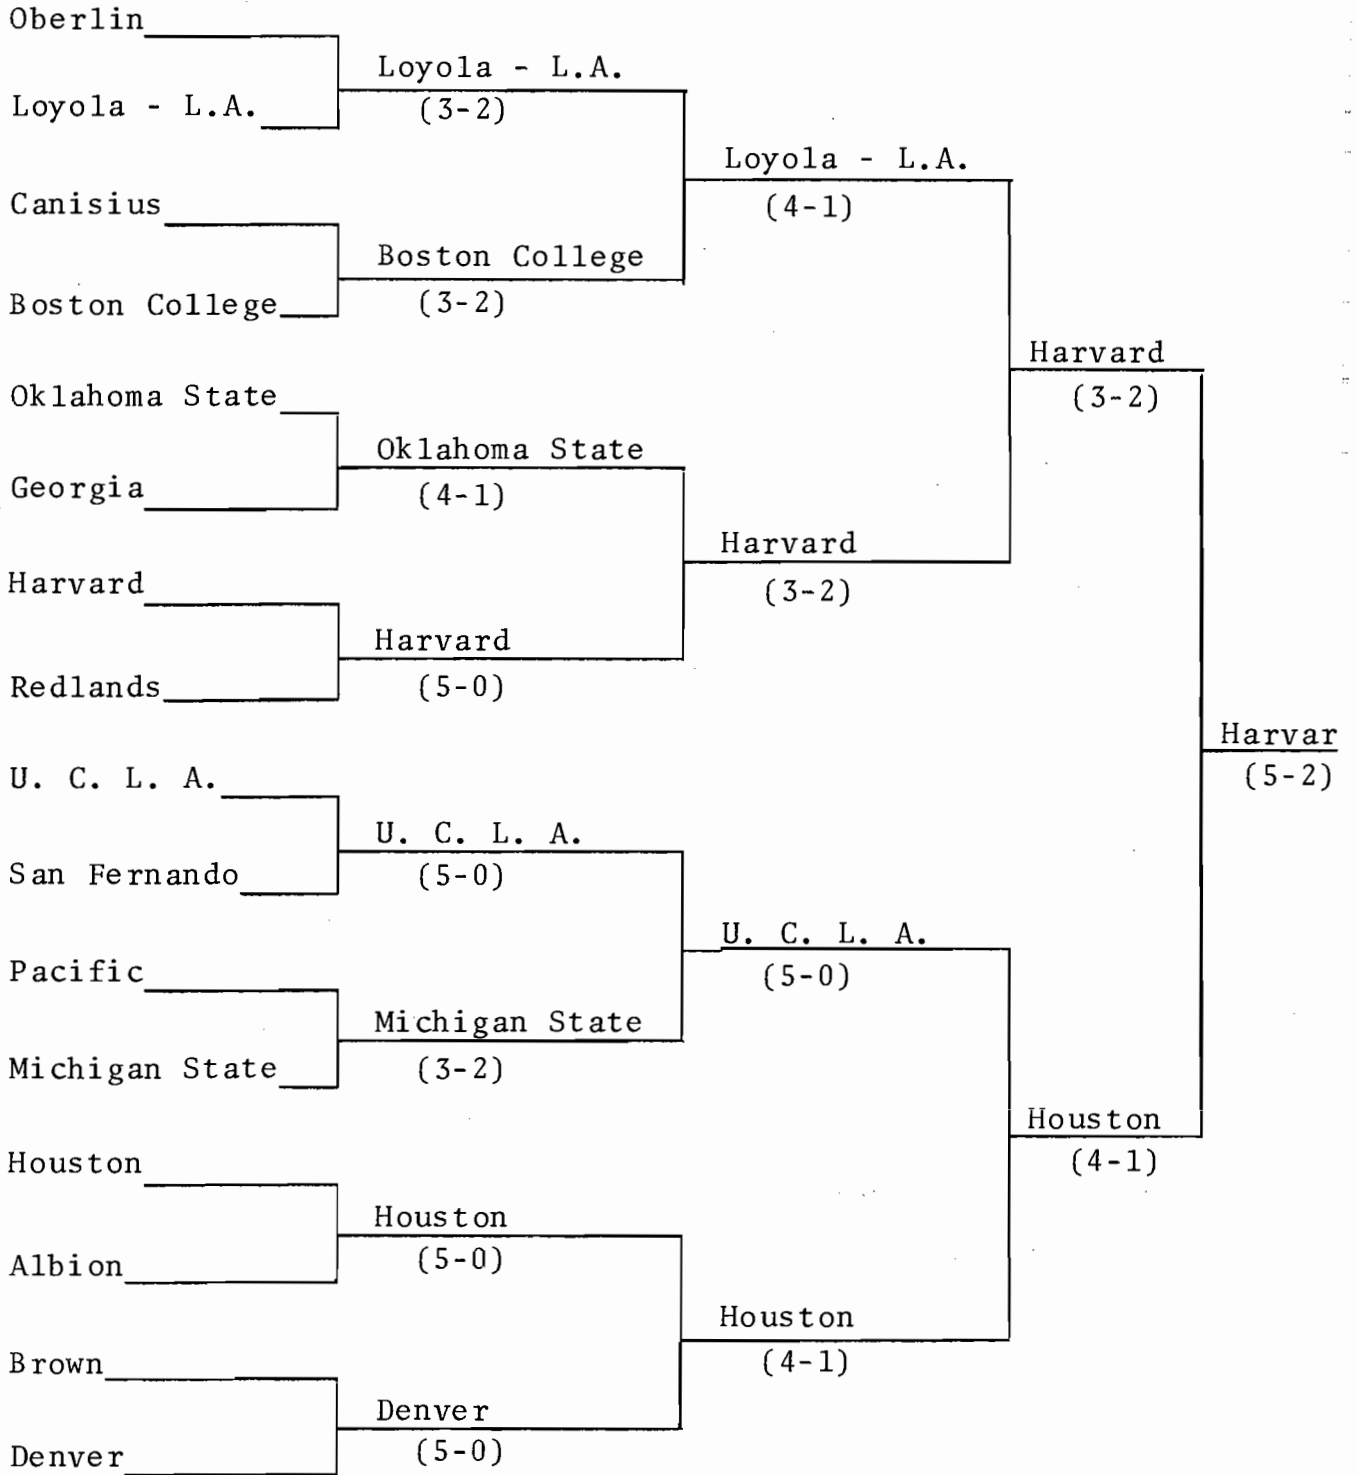 Oberlin
Loyola - L.A.
Canisius
Boston College
Oklahoma State
Georgia
Harvard
Redlands
U. C. L. A.
San Fernando
Pacific
Michigan State
Houston
Albion
Brown
Denver
Loyola - L.A.
(3-2)
Boston College
(3-2)
Oklahoma State
(4-1)
Harvard
(5-0)
U. C. L. A.
(5-0)
Michigan State
(3-2)
Houston
(5-0)
Denver
(5-0)
Loyola - L.A.
(4-1)
Harvard
(3-2)
U. C. L. A.
(5-0)
Houston
(4-1)
Harvard
(3-2)
Houston
(4-1)
Harvar
(5-2)